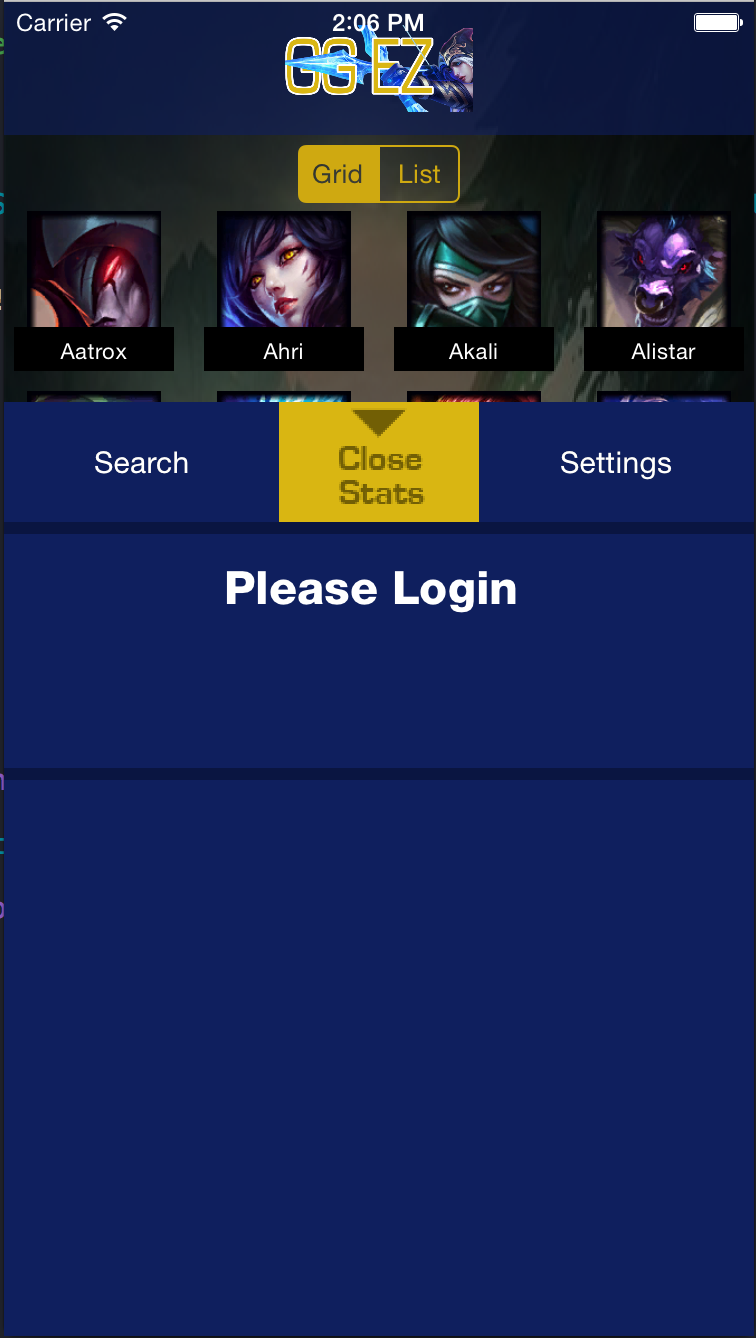 Carrier 2:06 PM
GG EZ
Grid List
Aatrox Ahri Akali Alistar
Search Close Settings
Stats
Please Login